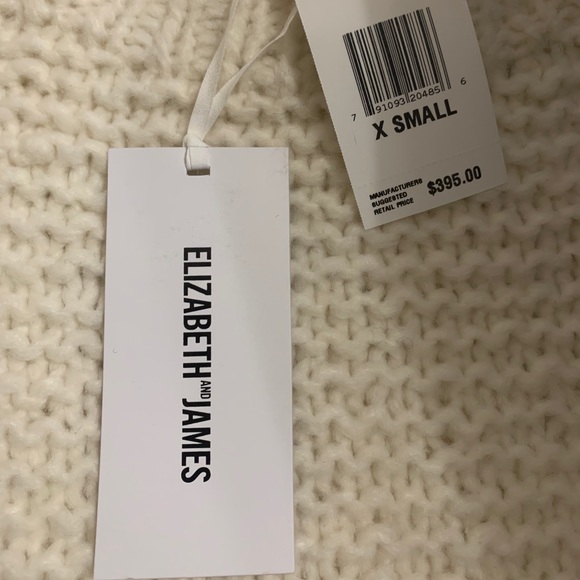 7 91093 20485 6
X SMALL
MANUFACTURERS
SUGGESTED
RETAIL PRICE
$395.00
ELIZABETH AND JAMES